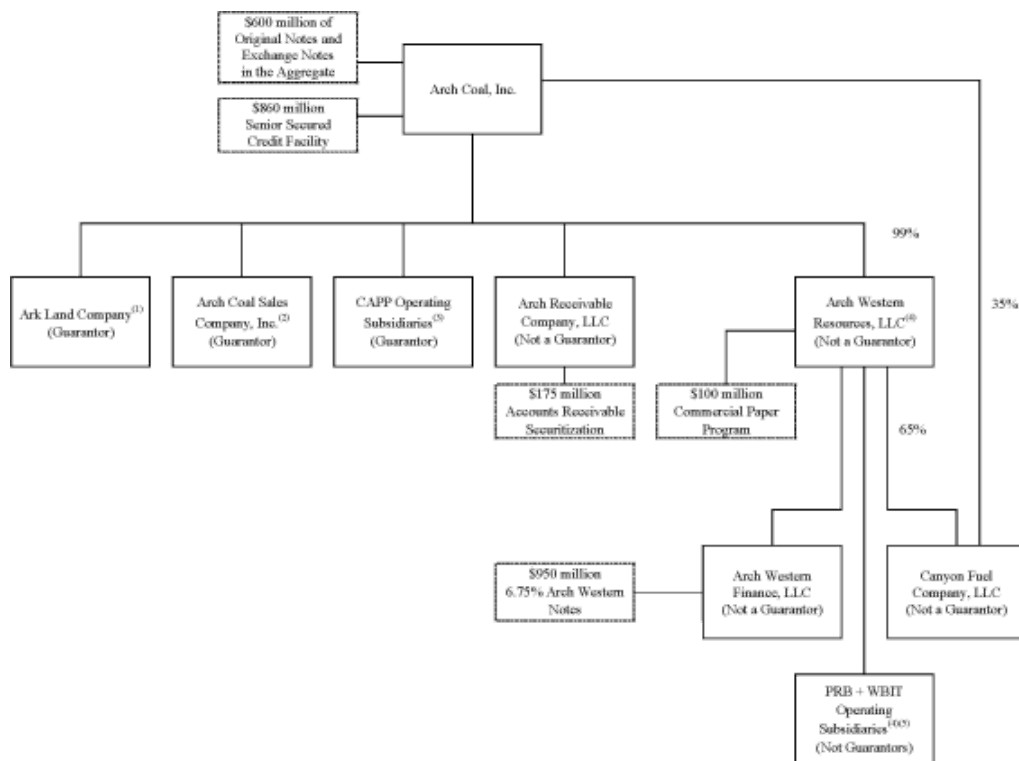 $600 million of
Original Notes and
Exchange Notes
in the Aggregate
Arch Coal, Inc.
$860 million
Senior Secured
Credit Facility
99%
35%
Ark Land Company(1)
(Guarantor)
Arch Coal Sales
Company, Inc.(2)
(Guarantor)
CAPP Operating
Subsidiaries(3)
(Guarantor)
Arch Receivable
Company, LLC
(Not a Guarantor)
Arch Western
Resources, LLC(4)
(Not a Guarantor)
$175 million
Accounts Receivable
Securitization
$100 million
Commercial Paper
Program
65%
$950 million
6.75% Arch Western
Notes
Arch Western
Finance, LLC
(Not a Guarantor)
Canyon Fuel
Company, LLC
(Not a Guarantor)
PRB + WBIT
Operating
Subsidiaries(4)(5)
(Not Guarantors)